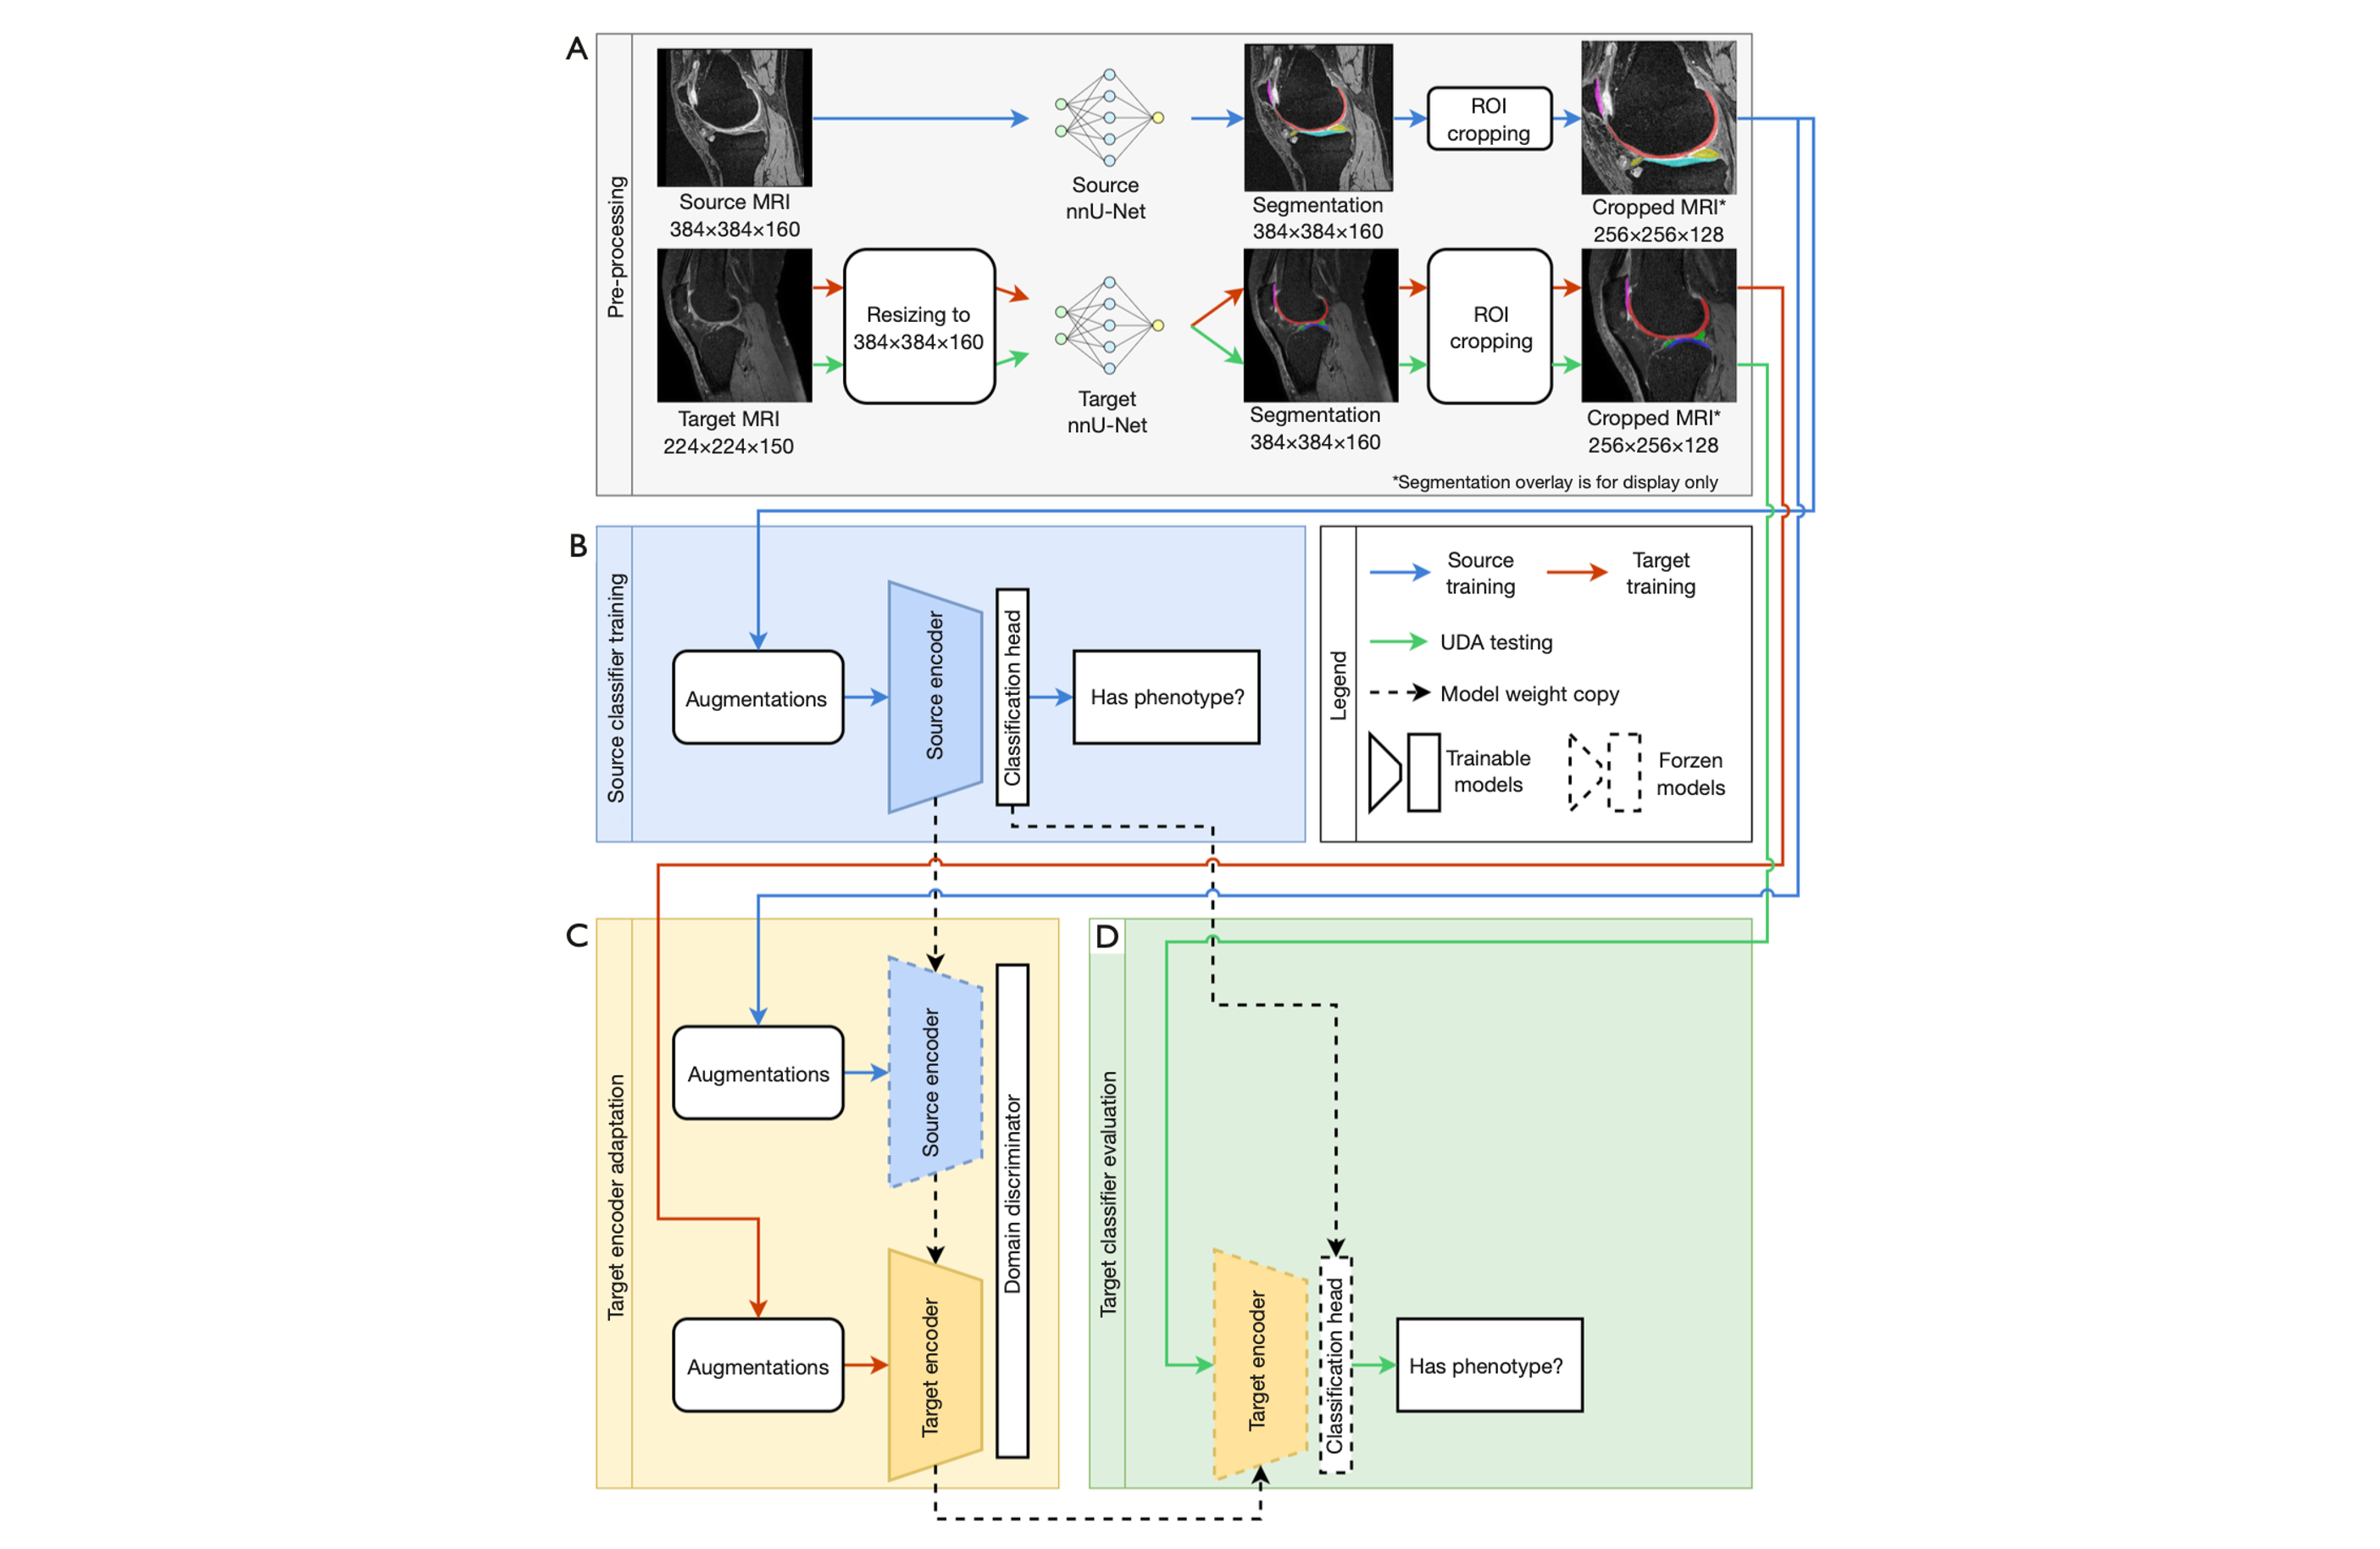 A
Pre-processing
Source MRI
384×384×160
Source
nnU-Net
Segmentation
384×384×160
ROI
cropping
Cropped MRI*
256×256×128
Target MRI
224×224×150
Resizing to
384×384×160
Target
nnU-Net
Segmentation
384×384×160
ROI
cropping
Cropped MRI*
256×256×128
*Segmentation overlay is for display only
B
Source classifier training
Augmentations
Source encoder
Classification head
Has phenotype?
Legend
Source
training
Target
training
UDA testing
Model weight copy
Trainable
models
Forzen
models
C
Target encoder adaptation
Augmentations
Source encoder
Domain discriminator
Augmentations
Target encoder
D
Target classifier evaluation
Target encoder
Classification head
Has phenotype?